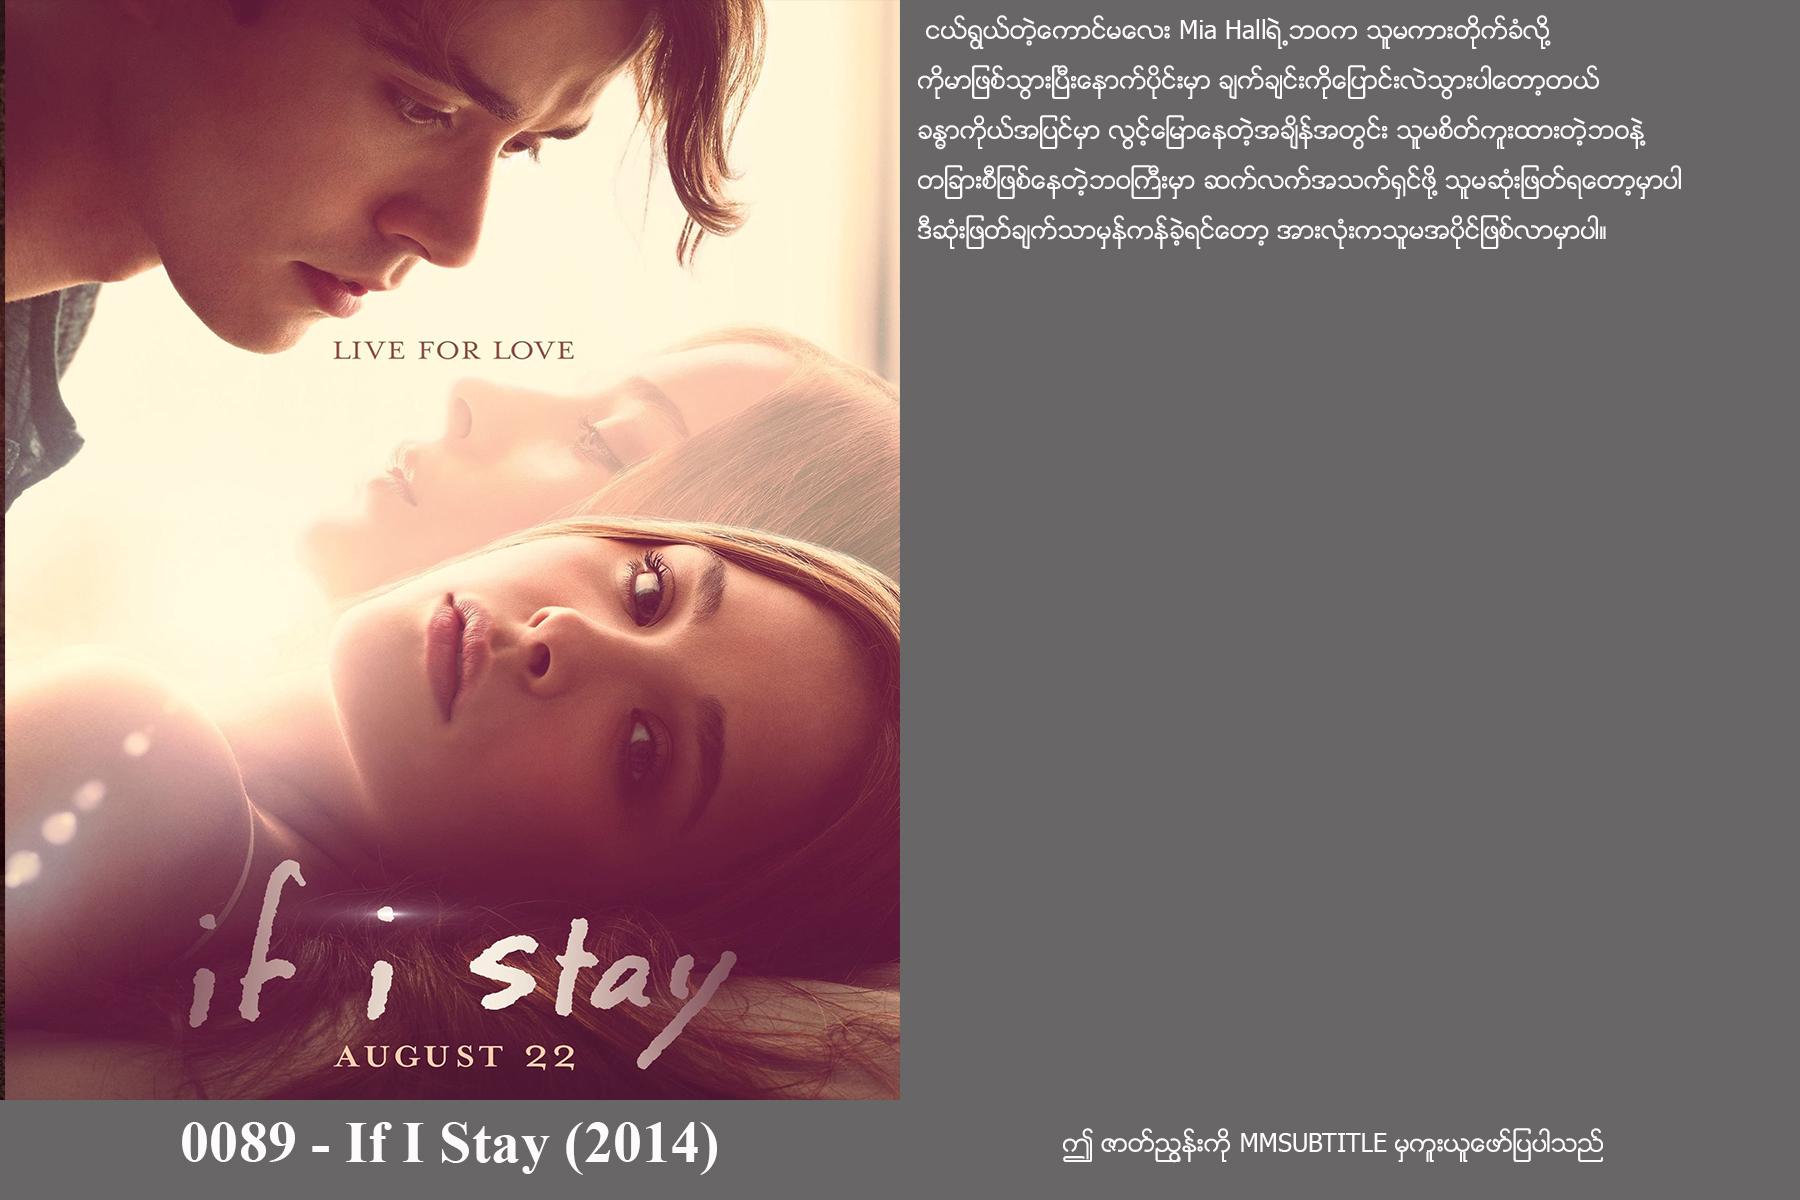 ငယ်ရွယ်တဲ့ကောင်မလေး Mia Hallရဲ့ဘဝက သူမကားတိုက်ခံလို့
ကိုမာဖြစ်သွားပြီးနောက်ပိုင်းမှာ ချက်ချင်းကိုပြောင်းလဲသွားပါတော့တယ်
ခန္ဓာကိုယ်အပြင်မှာ လွင့်မြောနေတဲ့အချိန်အတွင်း သူမစိတ်ကူးထားတဲ့ဘဝနဲ့
တခြားစီဖြစ်နေတဲ့ဘဝကြီးမှာ ဆက်လက်အသက်ရှင်ဖို့ သူမဆုံးဖြတ်ရတော့မှာပါ
ဒီဆုံးဖြတ်ချက်သာမှန်ကန်ခဲ့ရင်တော့ အားလုံးကသူမအပိုင်ဖြစ်လာမှာပါ။
LIVE FOR LOVE
if i stay
AUGUST 22
0089 - If I Stay (2014)
ဤ ဇာတ်ညွှန်းကို MMSUBTITLE မှကူးယူဖော်ပြပါသည်